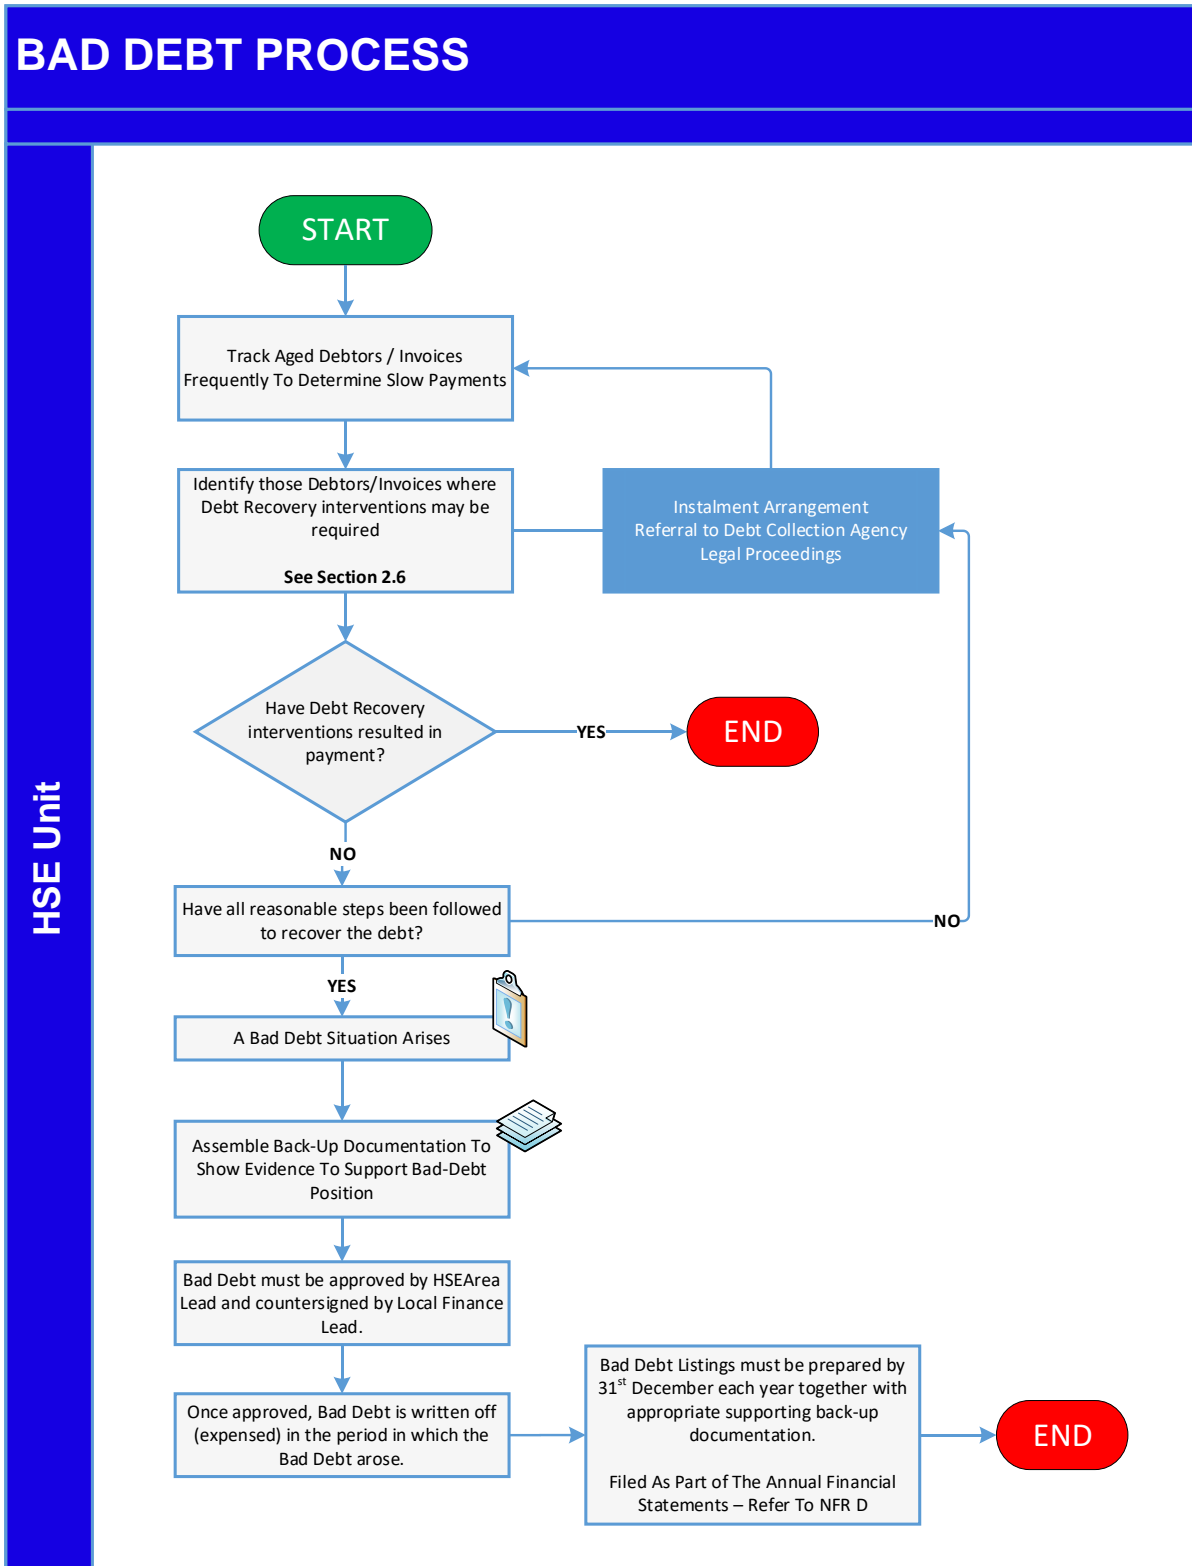 BAD DEBT PROCESS
HSE Unit
START
Track Aged Debtors / Invoices
Frequently To Determine Slow Payments
Identify those Debtors/Invoices where
Debt Recovery interventions may be
required
See Section 2.6
Instalment Arrangement
Referral to Debt Collection Agency
Legal Proceedings
Have Debt Recovery
interventions resulted in
payment?
YES
END
NO
Have all reasonable steps been followed
to recover the debt?
NO
YES
A Bad Debt Situation Arises
Assemble Back-Up Documentation To
Show Evidence To Support Bad-Debt
Position
Bad Debt must be approved by HSEArea
Lead and countersigned by Local Finance
Lead.
Once approved, Bad Debt is written off
(expensed) in the period in which the
Bad Debt arose.
Bad Debt Listings must be prepared by
31st December each year together with
appropriate supporting back-up
documentation.
Filed As Part of The Annual Financial
Statements – Refer To NFR D
END